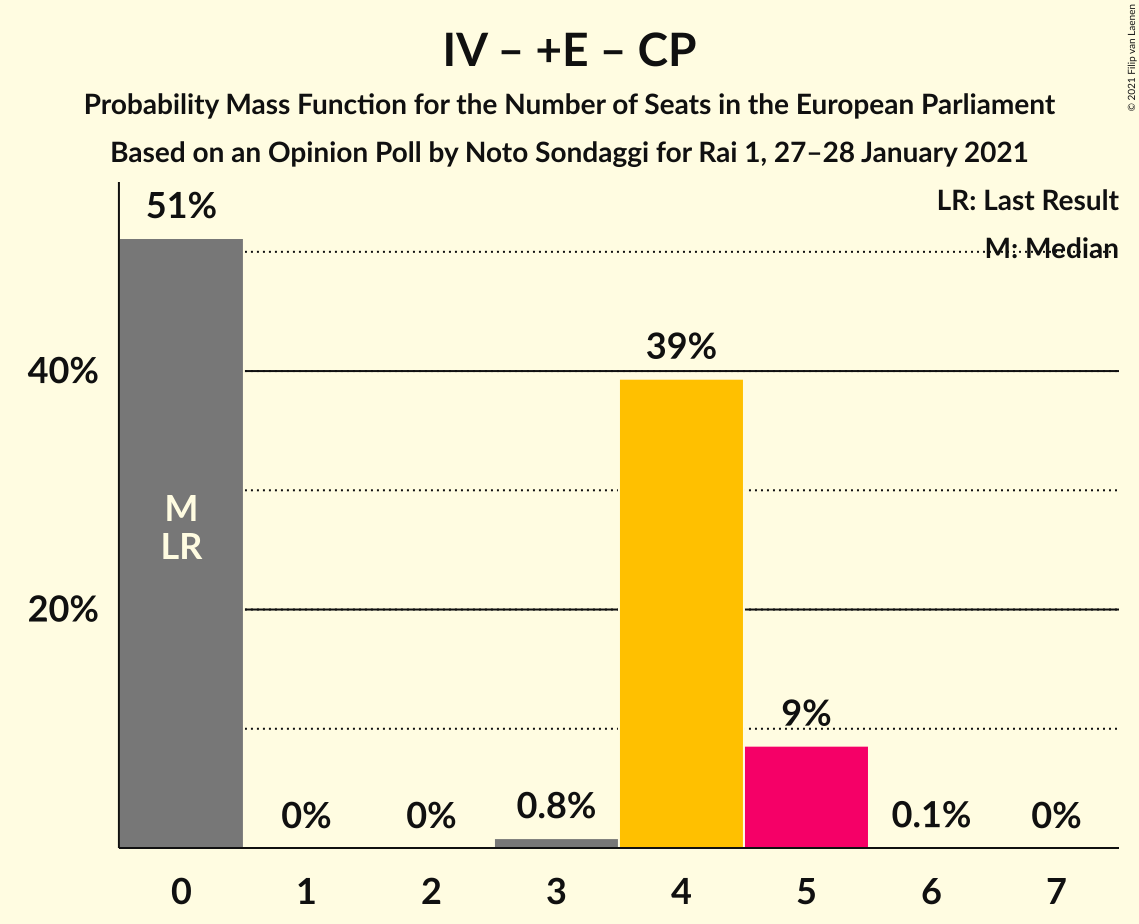 IV – +E – CP
Probability Mass Function for the Number of Seats in the European Parliament
Based on an Opinion Poll by Noto Sondaggi for Rai 1, 27–28 January 2021
© 2021 Filip van Laenen
LR: Last Result
M: Median
51%
39%
9%
0%
0%
0.8%
0.1%
0%
40%
20%
M
LR
0 1 2 3 4 5 6 7